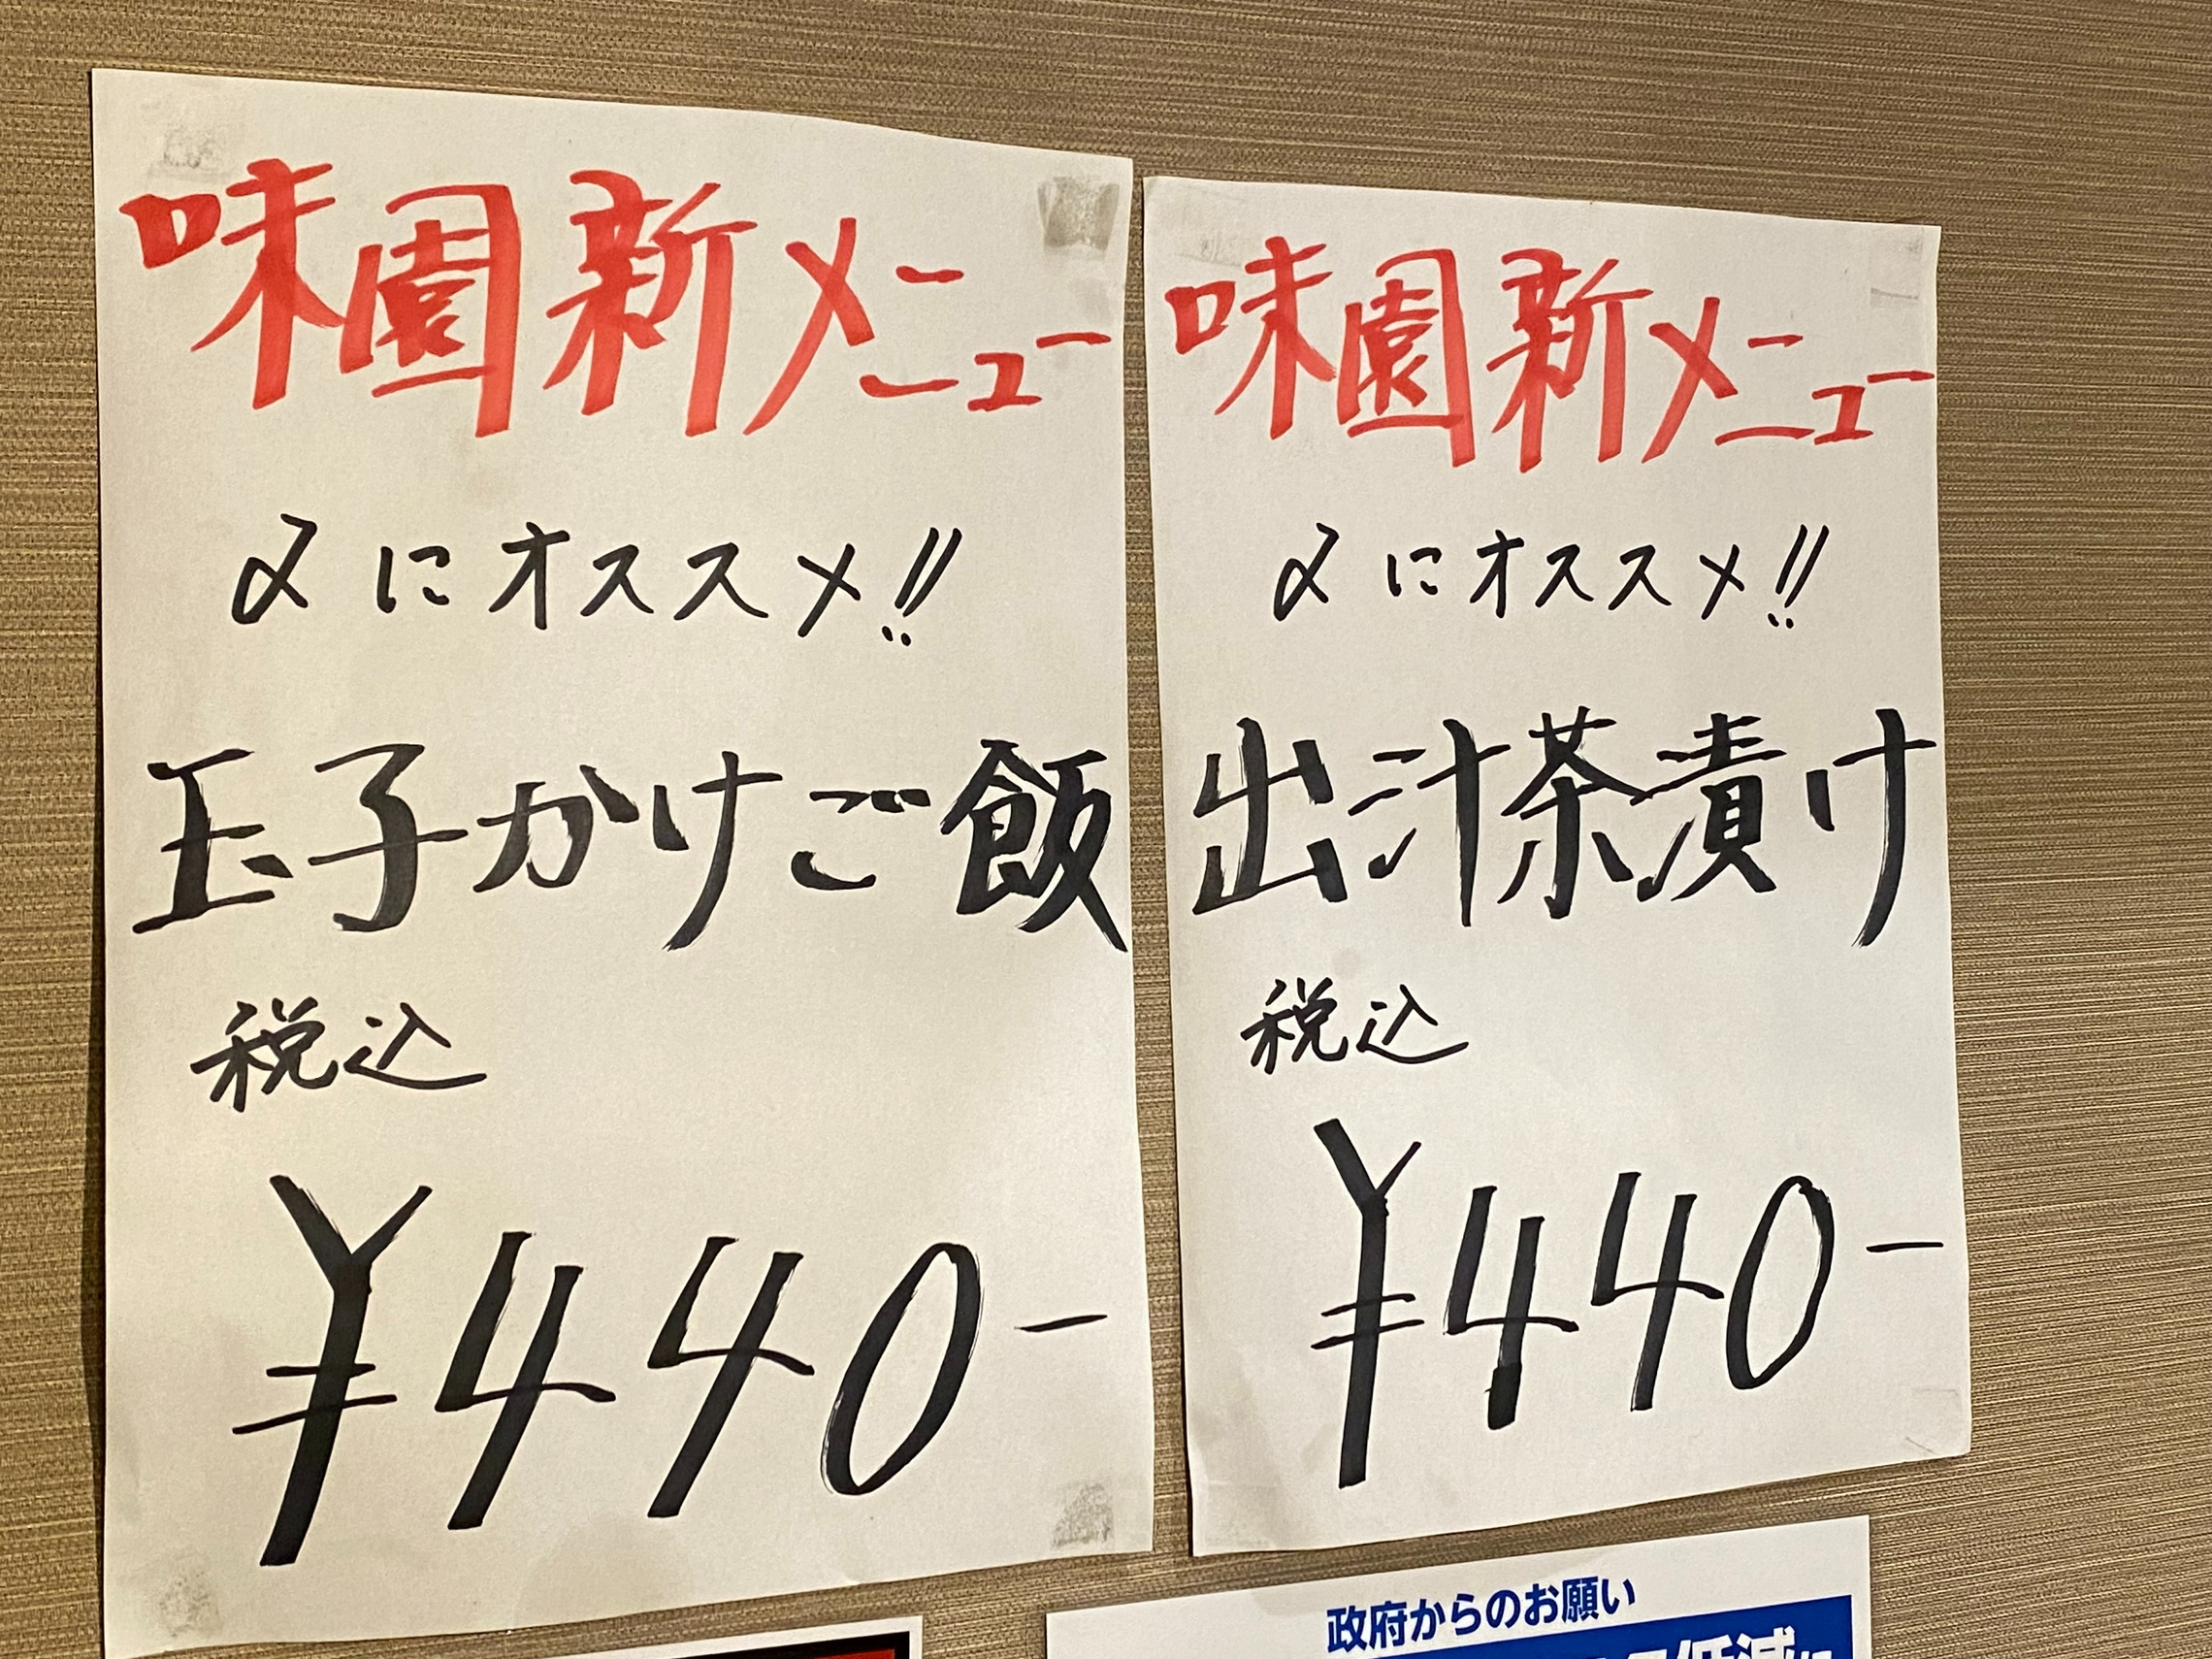 味園新メニュー
〆にオススメ!!
玉子かけご飯
税込
¥440-
味園新メニュー
〆にオススメ!!
出汁茶漬け
税込
¥440-
政府からのお願い
低減